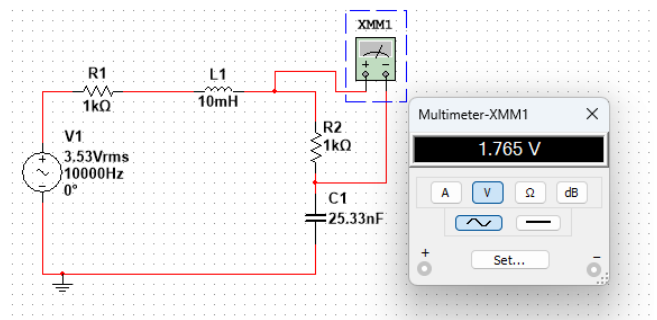 XMM1
R1
1kΩ
L1
10mH
V1
3.53Vrms
10000Hz
0°
R2
1kΩ
C1
25.33nF
Multimeter-XMM1
1.765 V
A V Ω dB
+ Set... −